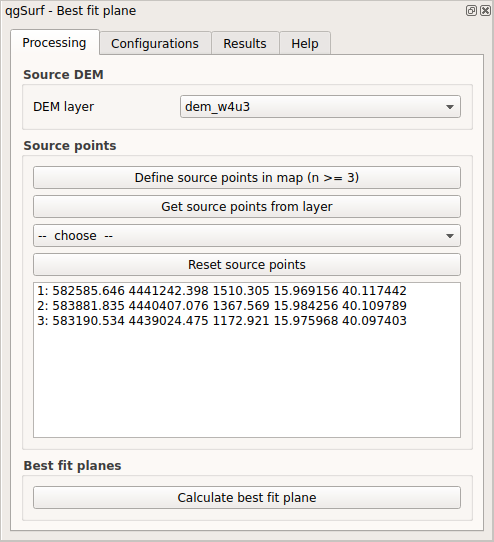 qgSurf - Best fit plane
Processing Configurations Results Help
Source DEM
DEM layer dem_w4u3
Source points
Define source points in map (n >= 3)
Get source points from layer
-- choose --
Reset source points
1: 582585.646 4441242.398 1510.305 15.969156 40.117442
2: 583881.835 4440407.076 1367.569 15.984256 40.109789
3: 583190.534 4439024.475 1172.921 15.975968 40.097403
Best fit planes
Calculate best fit plane